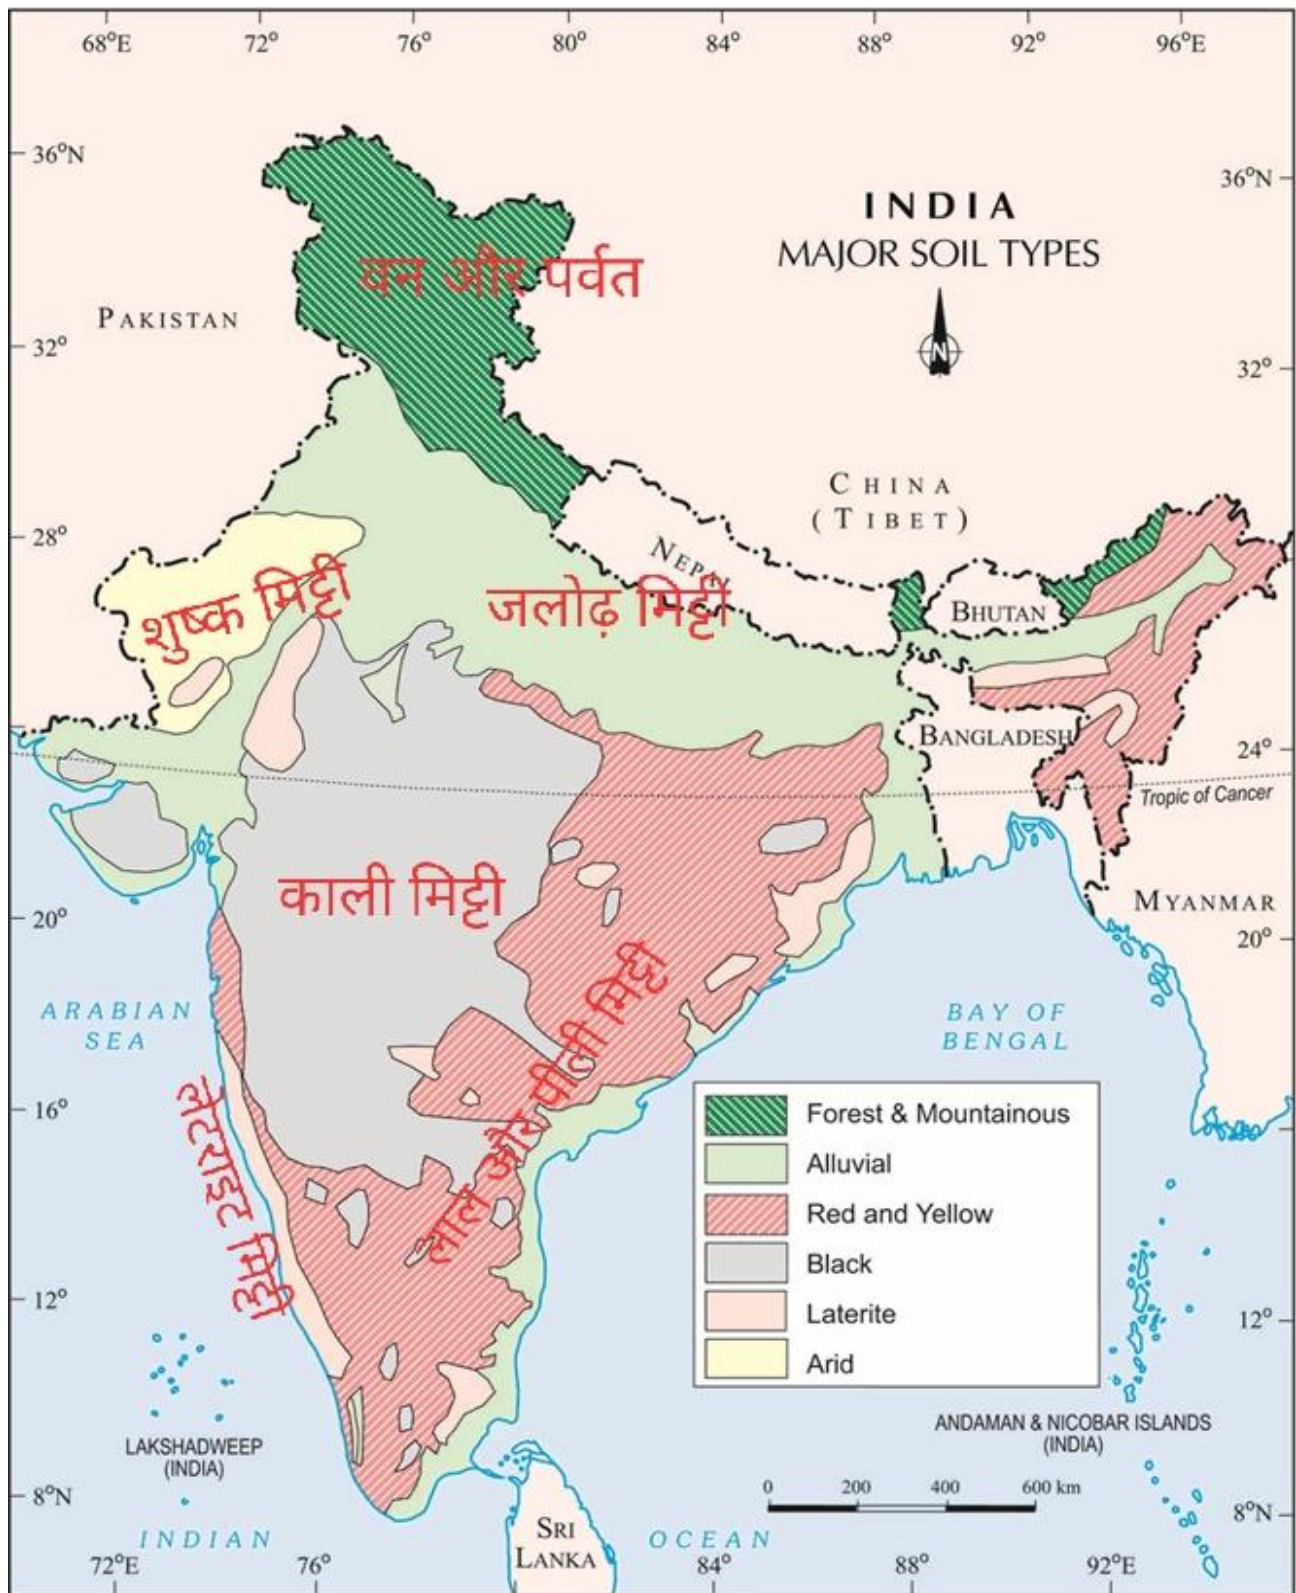 68°E 72° 76° 80° 84° 88° 92° 96°E
36°N
36°N
INDIA
MAJOR SOIL TYPES
वन और पर्वत
PAKISTAN
N
32°
32°
CHINA
(TIBET)
28°
NEPAL
शुष्क मिट्टी
जलोढ़ मिट्टी
BHUTAN
BANGLADESH
24°
Tropic of Cancer
काली मिट्टी
MYANMAR
20°
20°
ARABIAN
SEA
BAY OF
BENGAL
लाल और पीली मिट्टी
16°
Forest & Mountainous
Alluvial
Red and Yellow
Black
Laterite
Arid
12°
12°
LAKSHADWEEP
(INDIA)
ANDAMAN & NICOBAR ISLANDS
(INDIA)
0 200 400 600 km
8°N
8°N
SRI
LANKA
INDIAN OCEAN
72°E 76° 84° 88° 92°E